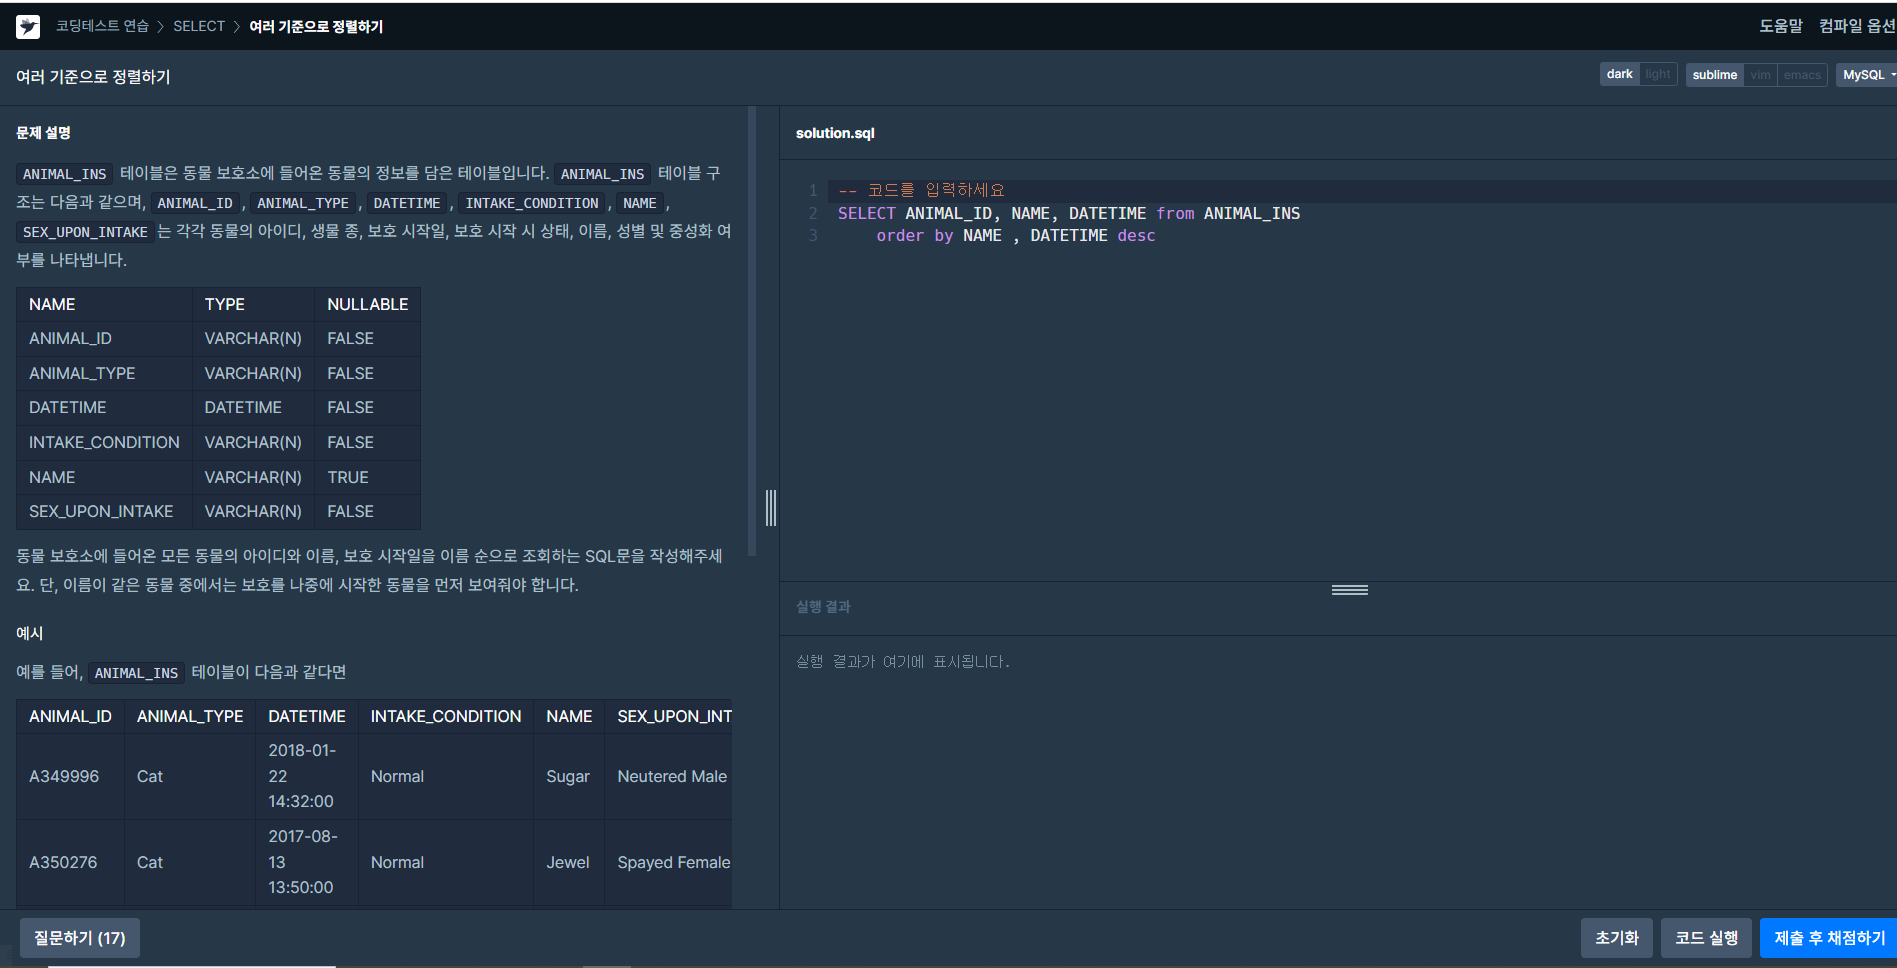 코딩테스트 연습 > SELECT > 여러 기준으로 정렬하기
도움말 컴파일 옵션
여러 기준으로 정렬하기
dark light sublime vim emacs MySQL
문제 설명
ANIMAL_INS 테이블은 동물 보호소에 들어온 동물의 정보를 담은 테이블입니다. ANIMAL_INS 테이블 구
조는 다음과 같으며, ANIMAL_ID, ANIMAL_TYPE, DATETIME, INTAKE_CONDITION, NAME,
SEX_UPON_INTAKE는 각각 동물의 아이디, 생물 종, 보호 시작일, 보호 시작 시 상태, 이름, 성별 및 중성화 여
부를 나타냅니다.
NAME TYPE NULLABLE
ANIMAL_ID VARCHAR(N) FALSE
ANIMAL_TYPE VARCHAR(N) FALSE
DATETIME DATETIME FALSE
INTAKE_CONDITION VARCHAR(N) FALSE
NAME VARCHAR(N) TRUE
SEX_UPON_INTAKE VARCHAR(N) FALSE
동물 보호소에 들어온 모든 동물의 아이디와 이름, 보호 시작일을 이름 순으로 조회하는 SQL문을 작성해주세
요. 단, 이름이 같은 동물 중에서는 보호를 나중에 시작한 동물을 먼저 보여줘야 합니다.
예시
예를 들어, ANIMAL_INS 테이블이 다음과 같다면
ANIMAL_ID ANIMAL_TYPE DATETIME INTAKE_CONDITION NAME SEX_UPON_INT
A349996 Cat 2018-01-22 14:32:00 Normal Sugar Neutered Male
A350276 Cat 2017-08-13 13:50:00 Normal Jewel Spayed Female
solution.sql
1 -- 코드를 입력하세요
2 SELECT ANIMAL_ID, NAME, DATETIME from ANIMAL_INS
3 order by NAME , DATETIME desc
실행 결과
실행 결과가 여기에 표시됩니다.
질문하기 (17)
초기화 코드 실행 제출 후 채점하기